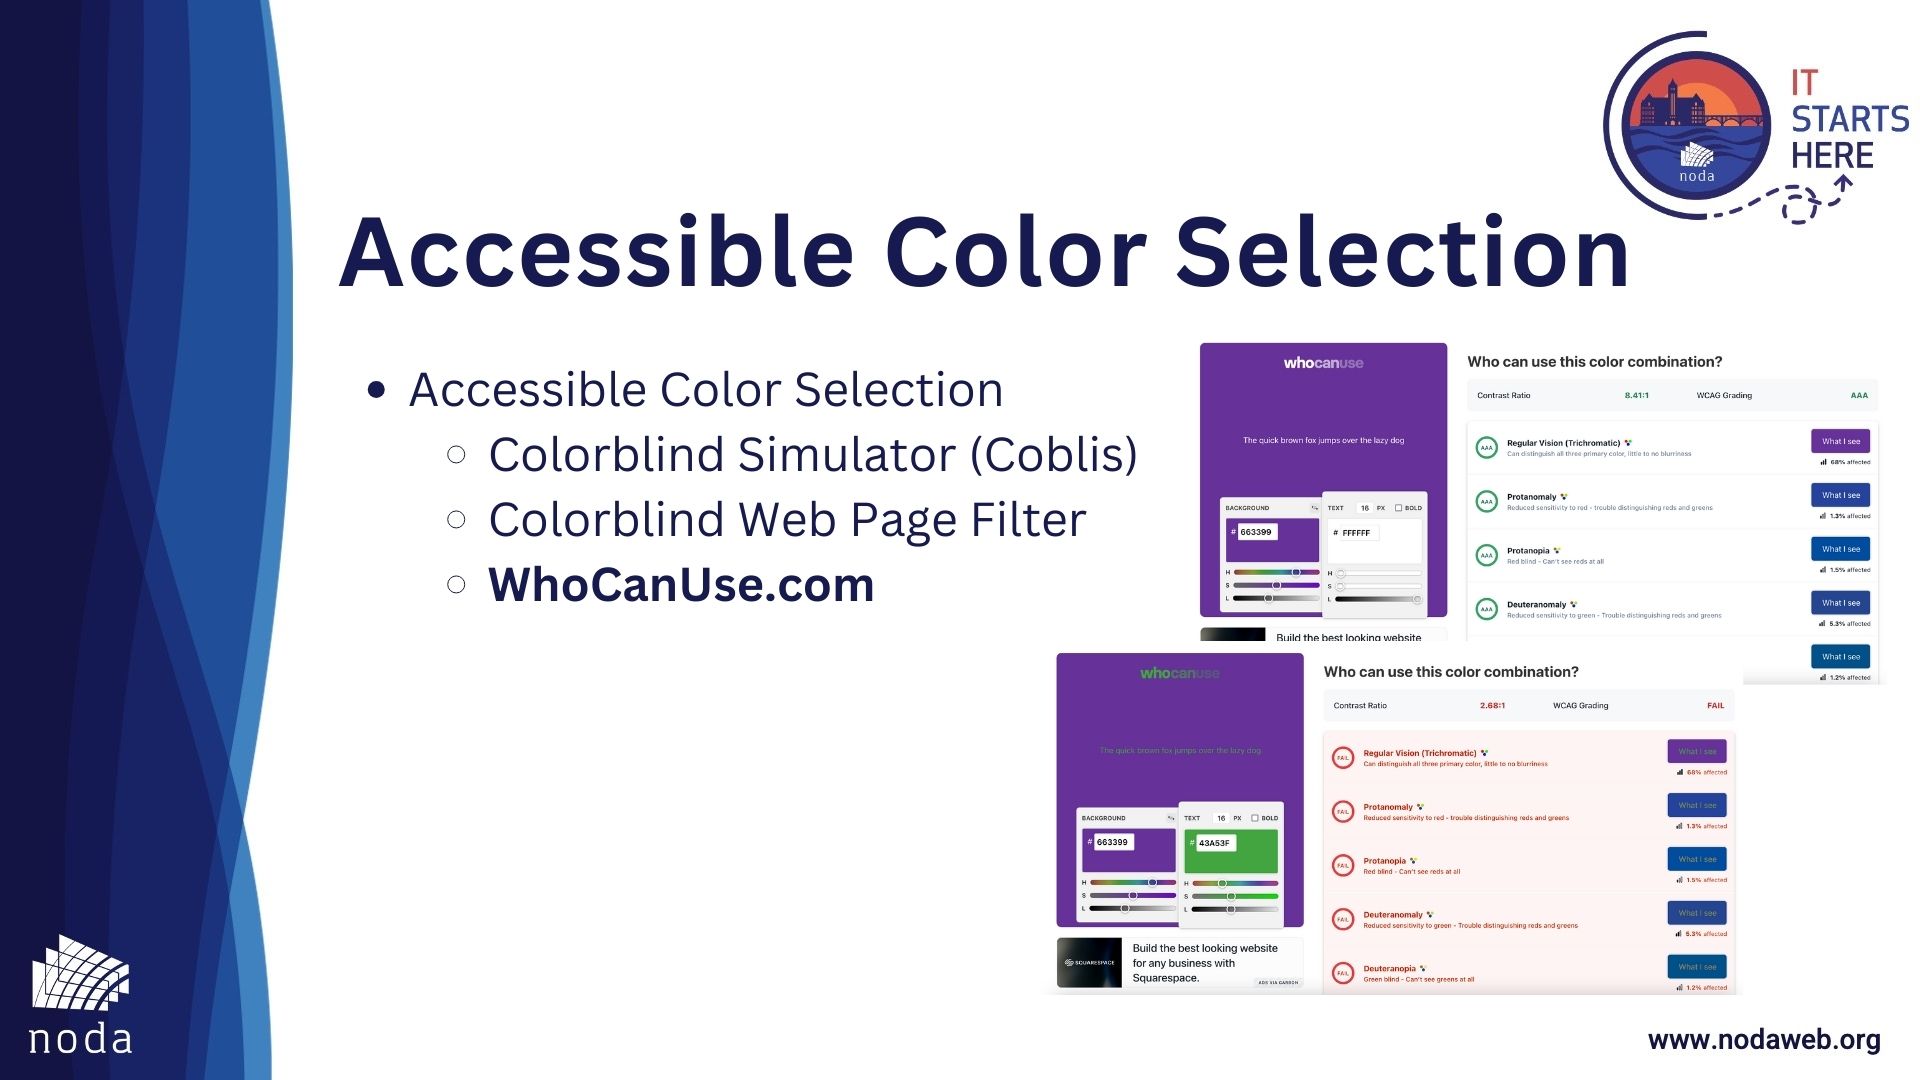 IT
STARTS
HERE
noda
Accessible Color Selection
Accessible Color Selection
Colorblind Simulator (Coblis)
Colorblind Web Page Filter
WhoCanUse.com
whocanuse
The quick brown fox jumps over the lazy dog
BACKGROUND
# 663399
H
S
L
TEXT 16 PX BOLD
# FFFFFF
H
S
L
Build the best looking website
Who can use this color combination?
Contrast Ratio 8.41:1 WCAG Grading AAA
AAA Regular Vision (Trichromatic) What I see
Can distinguish all three primary color, little to no blurriness
68% affected
AAA Protanomaly What I see
Reduced sensitivity to red - trouble distinguishing reds and greens
1.3% affected
AAA Protanopia What I see
Red blind - Can't see reds at all
1.5% affected
AAA Deuteranomaly What I see
Reduced sensitivity to green - Trouble distinguishing reds and greens
5.3% affected
What I see
1.2% affected
whocanuse
The quick brown fox jumps over the lazy dog
BACKGROUND
# 663399
H
S
L
TEXT 16 PX BOLD
# 43A53F
H
S
L
SQUARESPACE
Build the best looking website
for any business with
Squarespace.
ADS VIA CARBON
Who can use this color combination?
Contrast Ratio 2.68:1 WCAG Grading FAIL
FAIL Regular Vision (Trichromatic) What I see
Can distinguish all three primary color, little to no blurriness
68% affected
FAIL Protanomaly What I see
Reduced sensitivity to red - trouble distinguishing reds and greens
1.3% affected
FAIL Protanopia What I see
Red blind - Can't see reds at all
1.5% affected
FAIL Deuteranomaly What I see
Reduced sensitivity to green - Trouble distinguishing reds and greens
5.3% affected
FAIL Deuteranopia What I see
Green blind - Can't see greens at all
1.2% affected
noda
www.nodaweb.org